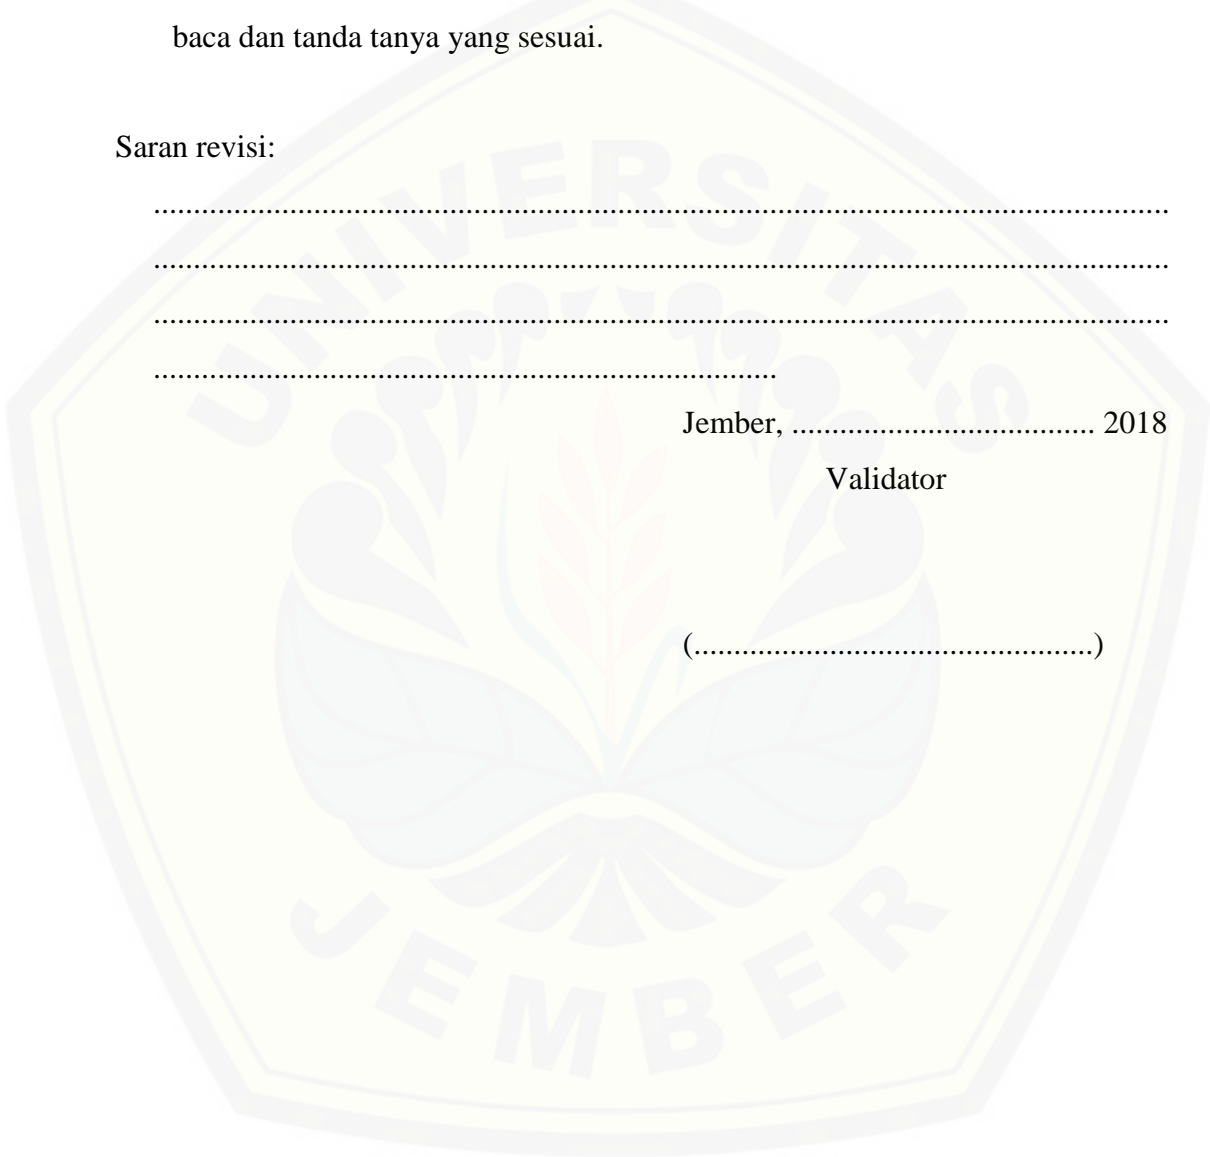 baca dan tanda tanya yang sesuai.
Saran revisi:
...............................................................................................................................
...............................................................................................................................
...............................................................................................................................
..............................................................................
Jember, ...................................... 2018
Validator
(..................................................)
UNIVERSITAS
JEMBER